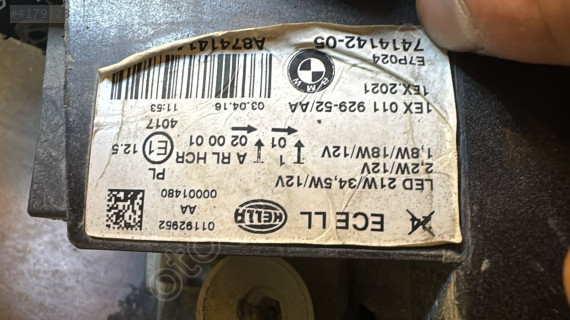 ECE LL
HELLA
01192952
AA
00001480
LED 21W/34,5W/12V
2,2W/12V
1,8W/18W/12V
1EX 011 929-52/AA
1EX.2021
E7P024
7414142-05
BMW
1
01
A RL HCR
02 00 01
PL
E1
12.5
4017
03.04.16
11:53